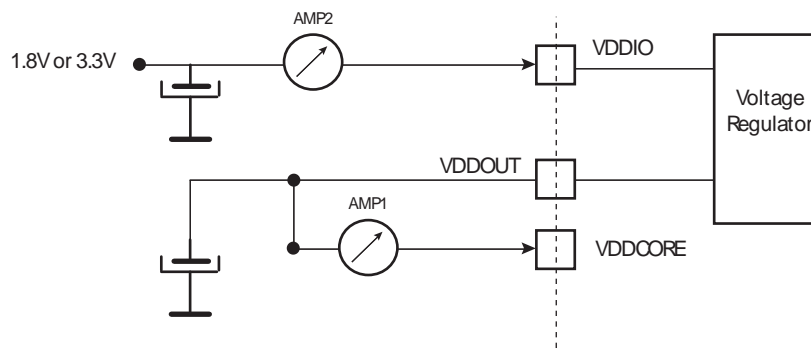 AMP2
1.8V or 3.3V
VDDIO
Voltage
Regulator
VDDOUT
AMP1
VDDCORE